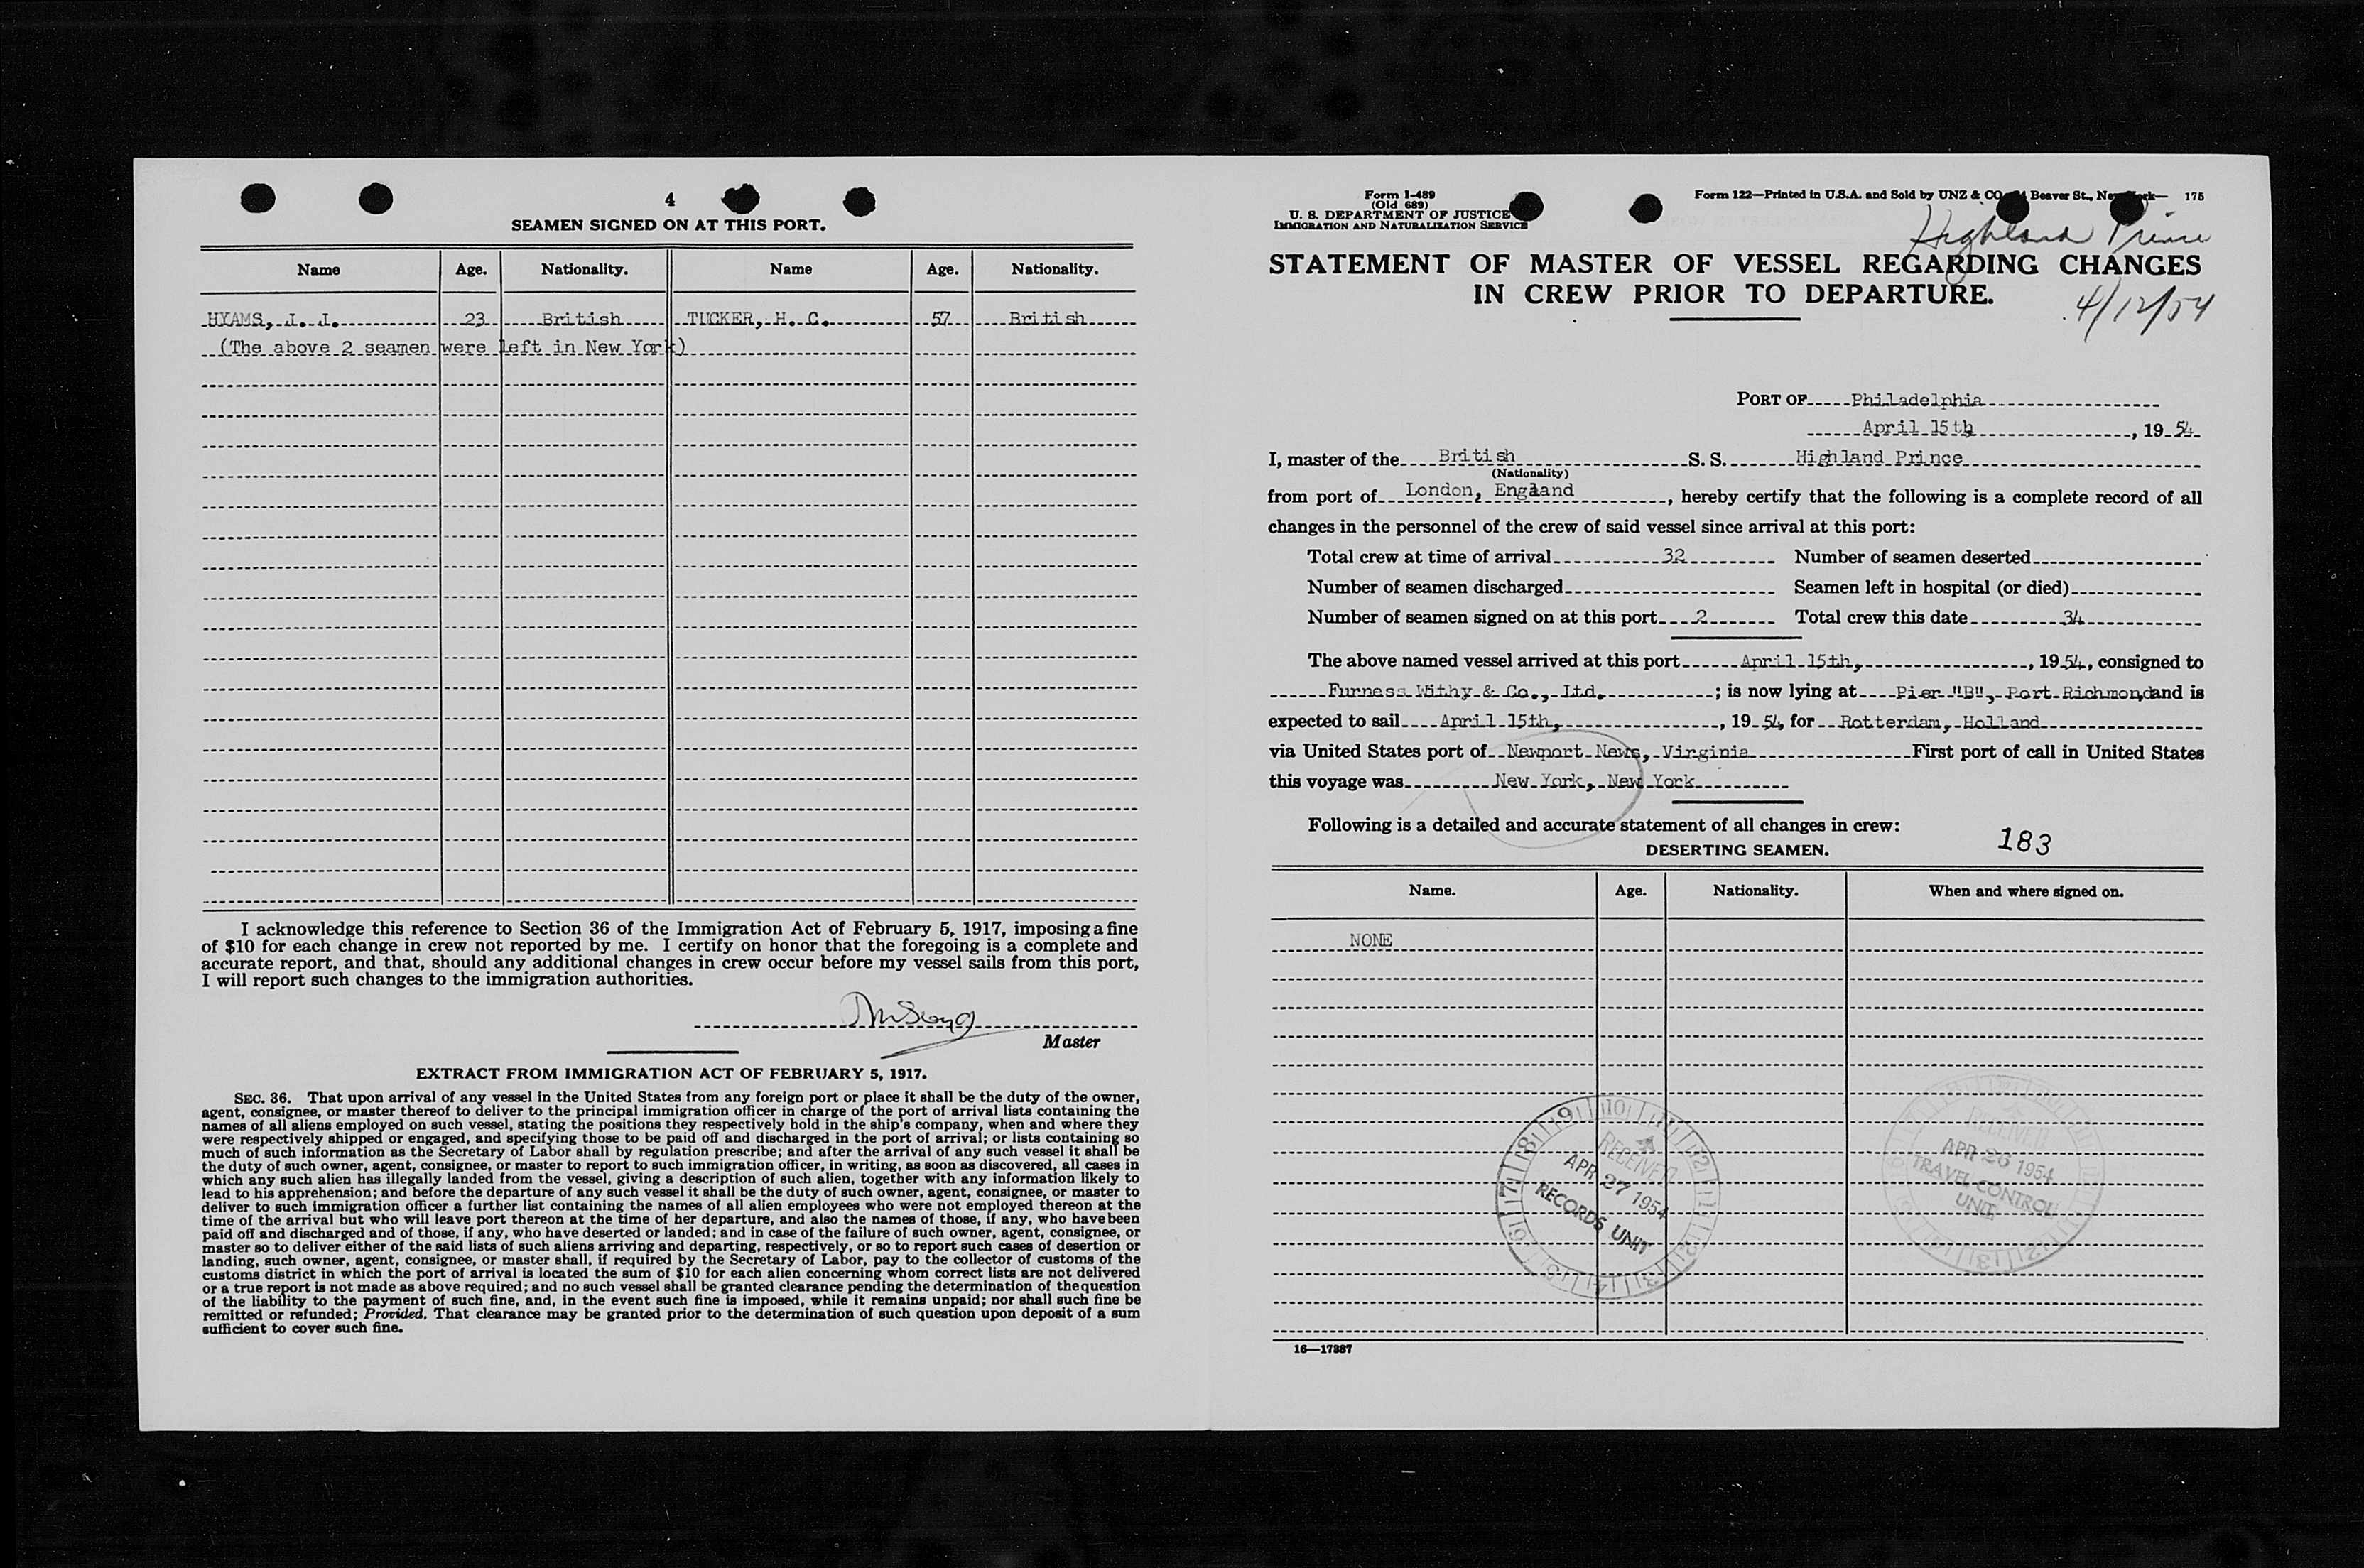 4
SEAMEN SIGNED ON AT THIS PORT.
Name Age. Nationality. Name Age. Nationality.
HYAMS, J. J. 23 British TUCKER, H. C. 57 British
(The above 2 seamen were left in New York)
I acknowledge this reference to Section 36 of the Immigration Act of February 5, 1917, imposing a fine
of $10 for each change in crew not reported by me. I certify on honor that the foregoing is a complete and
accurate report, and that, should any additional changes in crew occur before my vessel sails from this port,
I will report such changes to the immigration authorities.
Master
EXTRACT FROM IMMIGRATION ACT OF FEBRUARY 5, 1917.
SEC. 36. That upon arrival of any vessel in the United States from any foreign port or place it shall be the duty of the owner,
agent, consignee, or master thereof to deliver to the principal immigration officer in charge of the port of arrival lists containing the
names of all aliens employed on such vessel, stating the positions they respectively hold in the ship's company, when and where they
were respectively shipped or engaged, and specifying those to be paid off and discharged in the port of arrival; or lists containing so
much of such information as the Secretary of Labor shall by regulation prescribe; and after the arrival of any such vessel it shall be
the duty of such owner, agent, consignee, or master to report to such immigration officer, in writing, as soon as discovered, all cases in
which any such alien has illegally landed from the vessel, giving a description of such alien, together with any information likely to
lead to his apprehension; and before the departure of any such vessel it shall be the duty of such owner, agent, consignee, or master to
deliver to such immigration officer a further list containing the names of all alien employees who were not employed thereon at the
time of the arrival but who will leave port thereon at the time of her departure, and also the names of those, if any, who have been
paid off and discharged and of those, if any, who have deserted or landed; and in case of the failure of such owner, agent, consignee, or
master so to deliver either of the said lists of such aliens arriving and departing, respectively, or so to report such cases of desertion or
landing, such owner, agent, consignee, or master shall, if required by the Secretary of Labor, pay to the collector of customs of the
customs district in which the port of arrival is located the sum of $10 for each alien concerning whom correct lists are not delivered
or a true report is not made as above required; and no such vessel shall be granted clearance pending the determination of the question
of the liability to the payment of such fine, and, in the event such fine is imposed, while it remains unpaid; nor shall such fine be
remitted or refunded; Provided, That clearance may be granted prior to the determination of such question upon deposit of a sum
sufficient to cover such fine.
Form I-489
(Old 689)
U. S. DEPARTMENT OF JUSTICE
IMMIGRATION AND NATURALIZATION SERVICE
Form 122—Printed in U.S.A. and Sold by UNZ & CO. Beaver St., New York— 175
Highland Prince
STATEMENT OF MASTER OF VESSEL REGARDING CHANGES
IN CREW PRIOR TO DEPARTURE.
4/12/54
PORT OF Philadelphia
April 15th, 19 54
I, master of the British S. S. Highland Prince
(Nationality)
from port of London, England, hereby certify that the following is a complete record of all
changes in the personnel of the crew of said vessel since arrival at this port:
Total crew at time of arrival 32 Number of seamen deserted
Number of seamen discharged Seamen left in hospital (or died)
Number of seamen signed on at this port 2 Total crew this date 34
The above named vessel arrived at this port April 15th, , 19 54, consigned to
Furness Withy & Co., Ltd. ; is now lying at Pier "B", Port Richmond, and is
expected to sail April 15th, , 19 54, for Rotterdam, Holland
via United States port of Newport News, Virginia First port of call in United States
this voyage was New York, New York
Following is a detailed and accurate statement of all changes in crew:
183
DESERTING SEAMEN.
Name. Age. Nationality. When and where signed on.
NONE
RECEIVED
APR 27 1954
RECORDS UNIT
RECEIVED
APR 26 1954
TRAVEL CONTROL
UNIT
16—17887